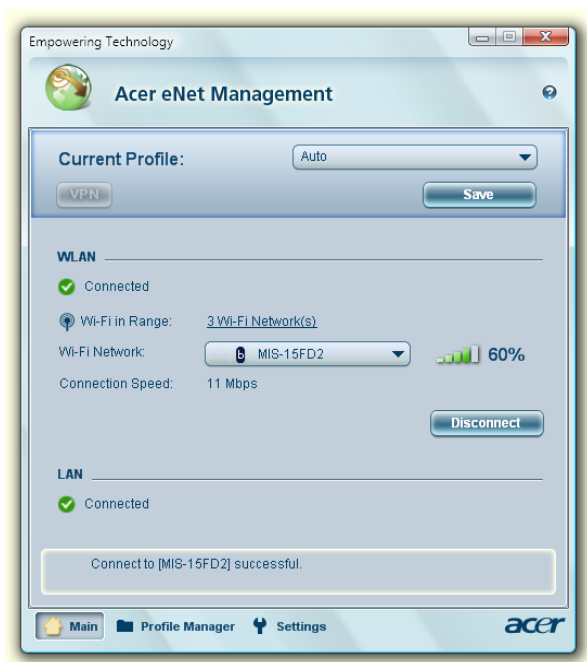 Empowering Technology
Acer eNet Management
Current Profile: Auto
VPN Save
WLAN
Connected
Wi-Fi in Range: 3 Wi-Fi Network(s)
Wi-Fi Network: b MIS-15FD2 60%
Connection Speed: 11 Mbps
Disconnect
LAN
Connected
Connect to [MIS-15FD2] successful.
Main Profile Manager Settings acer